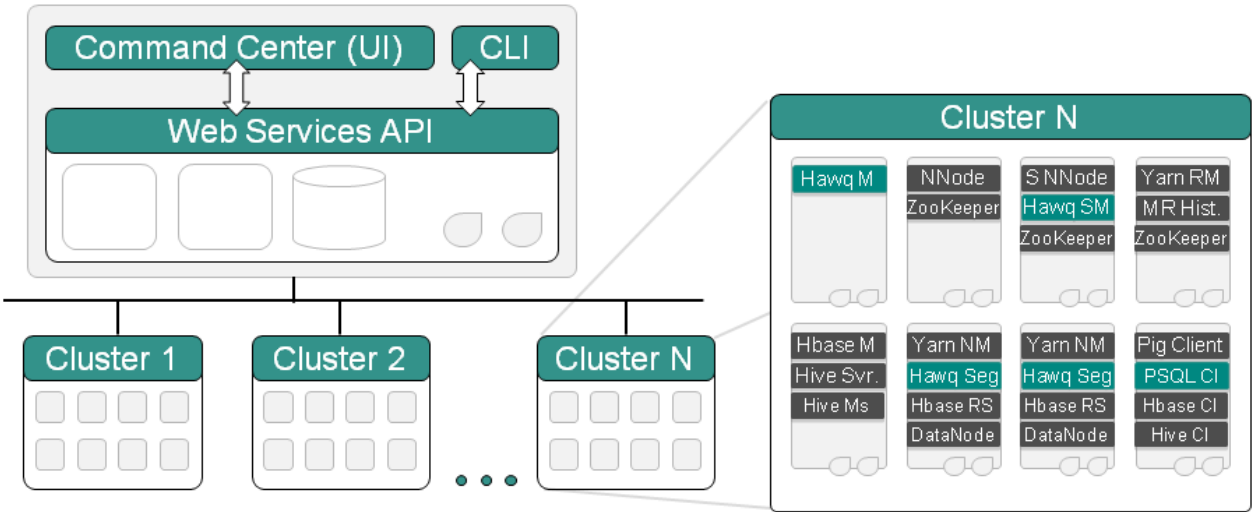 Command Center (UI)
CLI
Web Services API
Cluster 1
Cluster 2
Cluster N
Cluster N
Hawq M
NNode
ZooKeeper
S NNode
Hawq SM
ZooKeeper
Yarn RM
MR Hist.
ZooKeeper
Hbase M
Hive Svr.
Hive Ms
Yarn NM
Hawq Seg
Hbase RS
DataNode
Yarn NM
Hawq Seg
Hbase RS
DataNode
Pig Client
PSQL Cl
Hbase Cl
Hive Cl